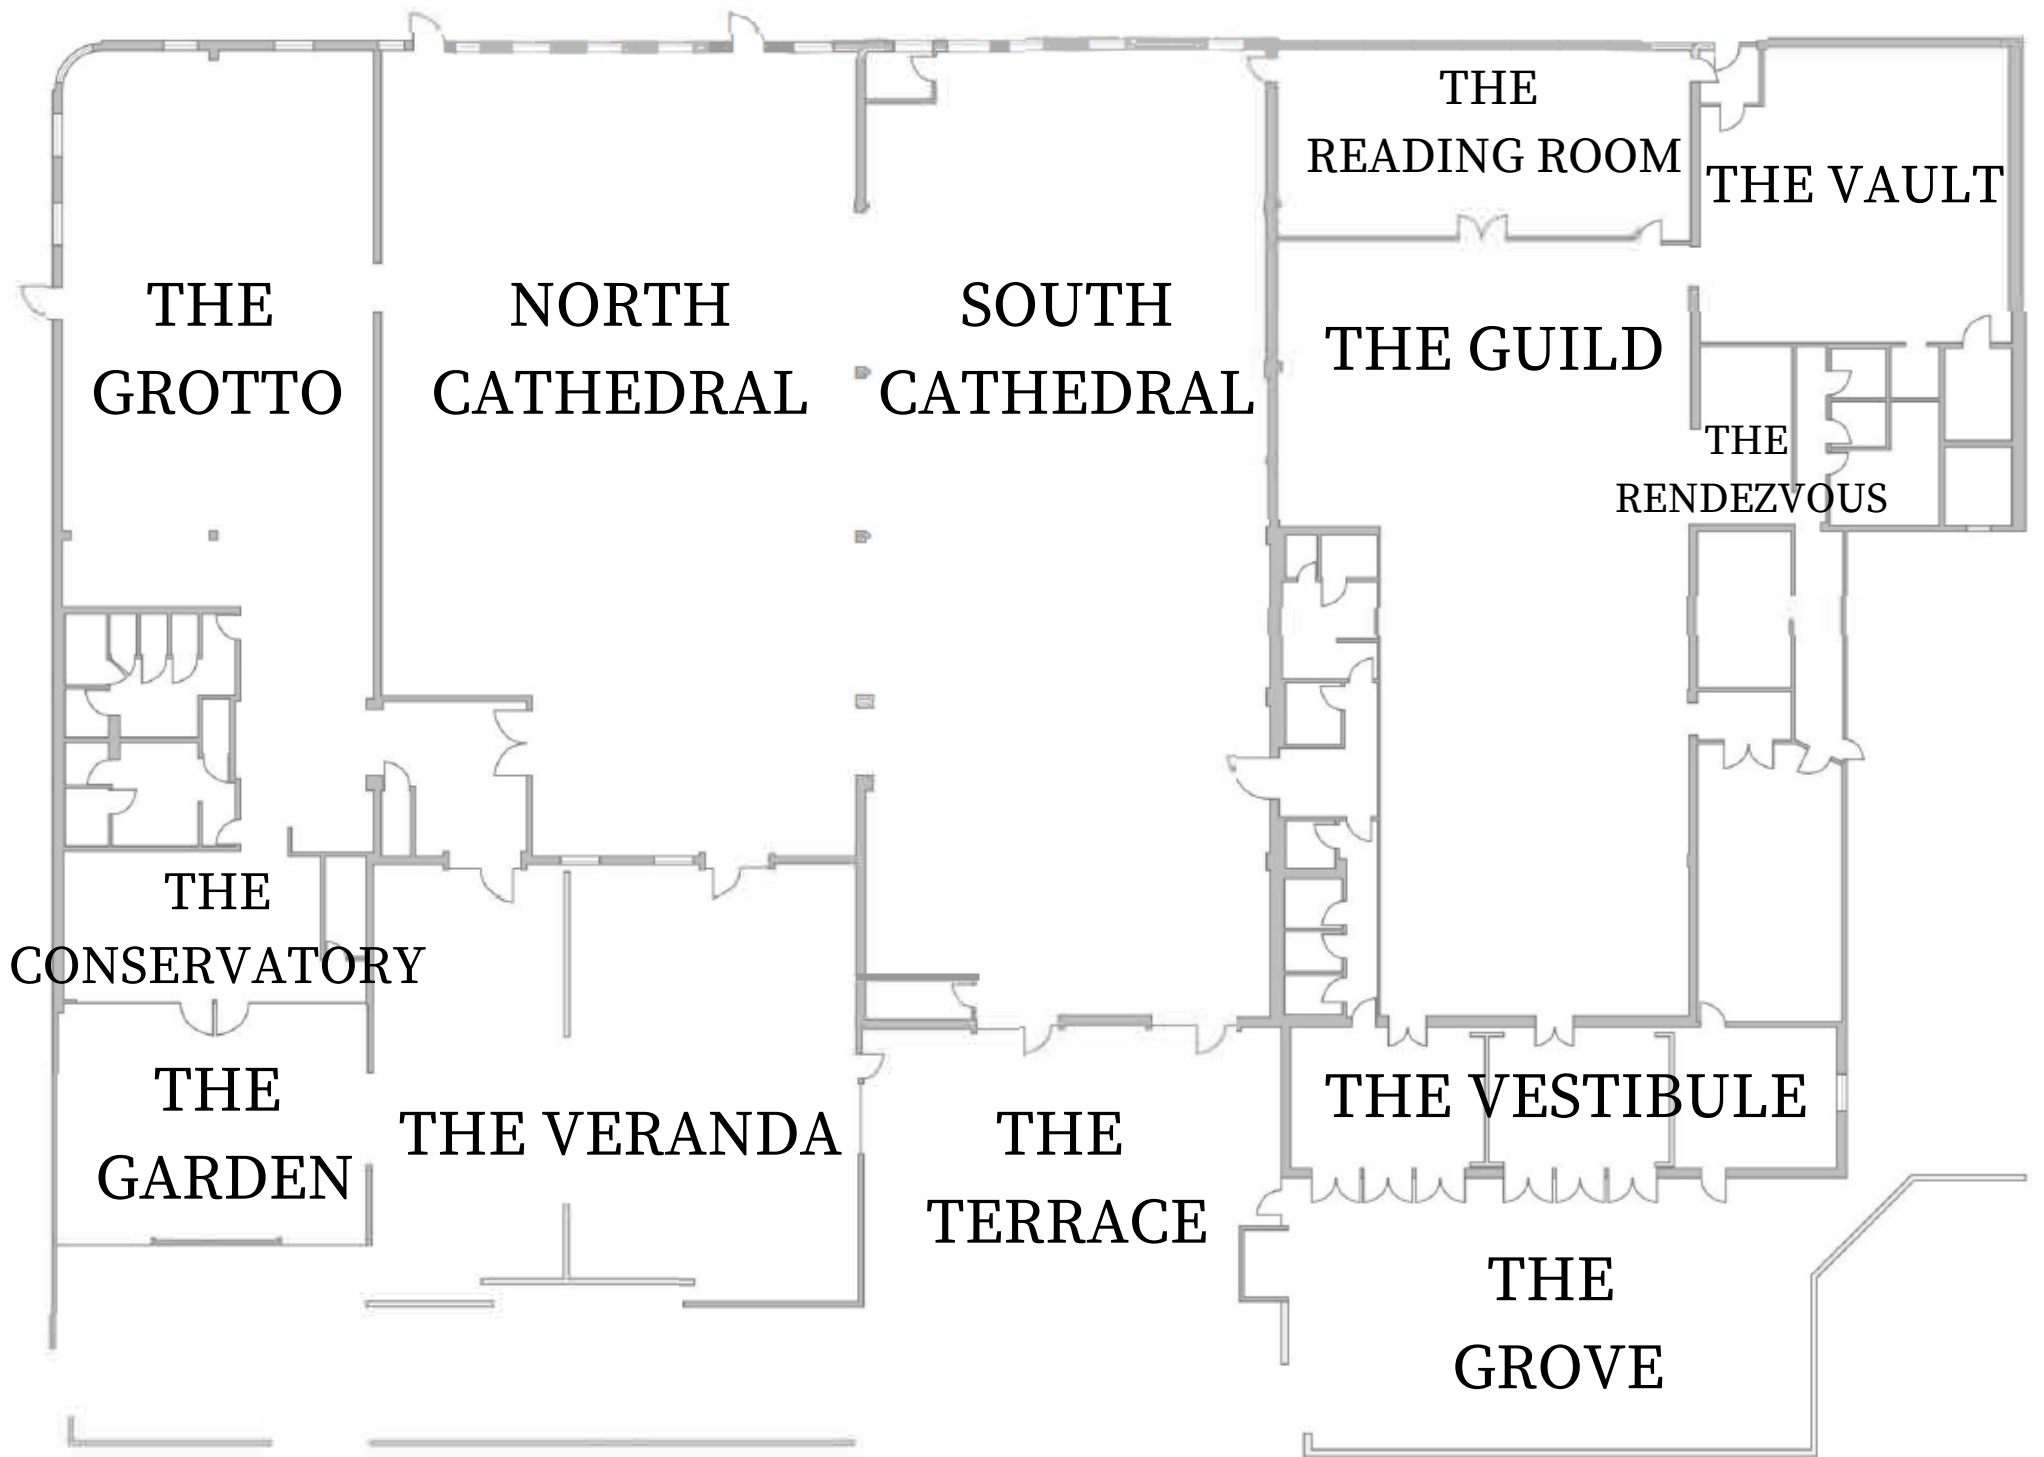 THE
READING ROOM
THE VAULT
THE
GROTTO
NORTH
CATHEDRAL
SOUTH
CATHEDRAL
THE GUILD
THE
RENDEZVOUS
THE
CONSERVATORY
THE
GARDEN
THE VERANDA
THE
TERRACE
THE VESTIBULE
THE
GROVE